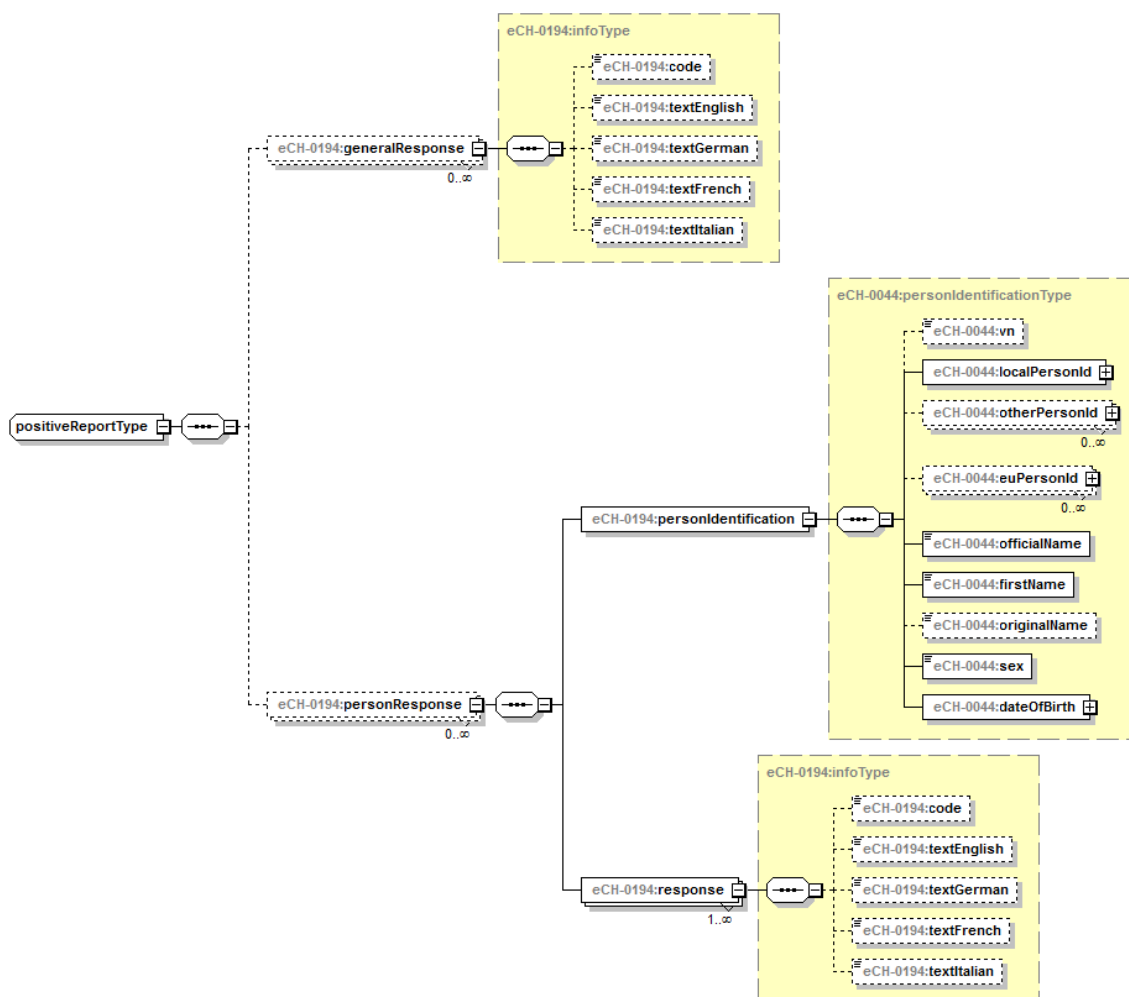 eCH-0194:infoType
eCH-0194:code
eCH-0194:textEnglish
eCH-0194:generalResponse
eCH-0194:textGerman
0..∞
eCH-0194:textFrench
eCH-0194:textItalian
eCH-0044:personIdentificationType
eCH-0044:vn
eCH-0044:localPersonId
positiveReportType
eCH-0044:otherPersonId
0..∞
eCH-0044:euPersonId
0..∞
eCH-0194:personIdentification
eCH-0044:officialName
eCH-0044:firstName
eCH-0044:originalName
eCH-0044:sex
eCH-0194:personResponse
0..∞
eCH-0044:dateOfBirth
eCH-0194:infoType
eCH-0194:code
eCH-0194:textEnglish
eCH-0194:response
1..∞
eCH-0194:textGerman
eCH-0194:textFrench
eCH-0194:textItalian